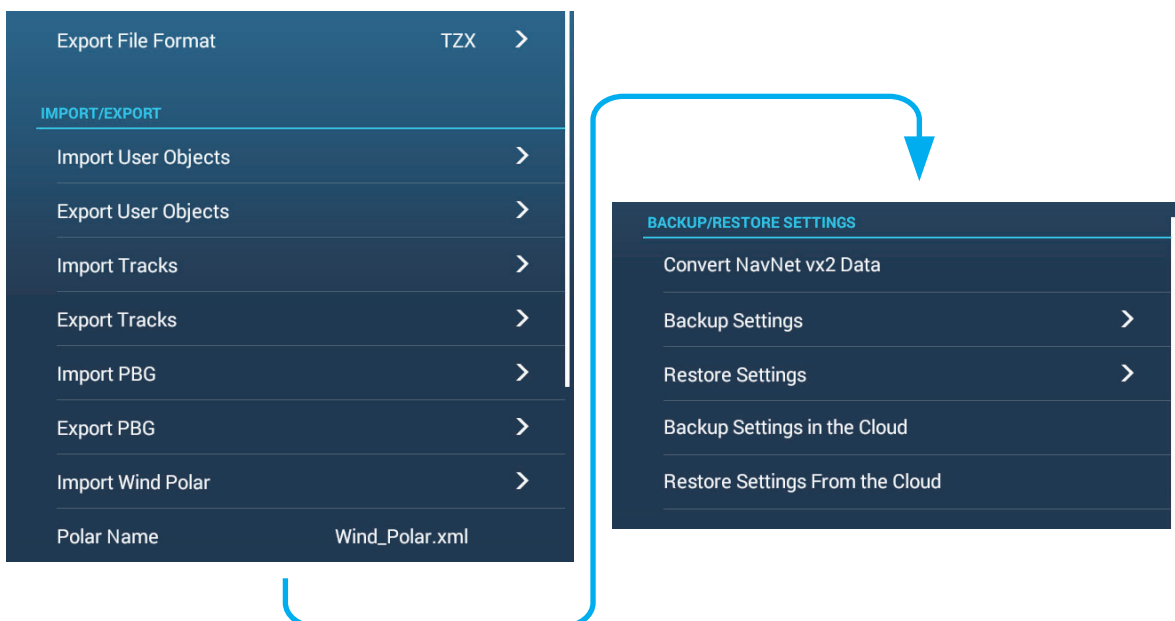 Export File Format TZX
IMPORT/EXPORT
Import User Objects
Export User Objects
Import Tracks
Export Tracks
Import PBG
Export PBG
Import Wind Polar
Polar Name Wind_Polar.xml
BACKUP/RESTORE SETTINGS
Convert NavNet vx2 Data
Backup Settings
Restore Settings
Backup Settings in the Cloud
Restore Settings From the Cloud